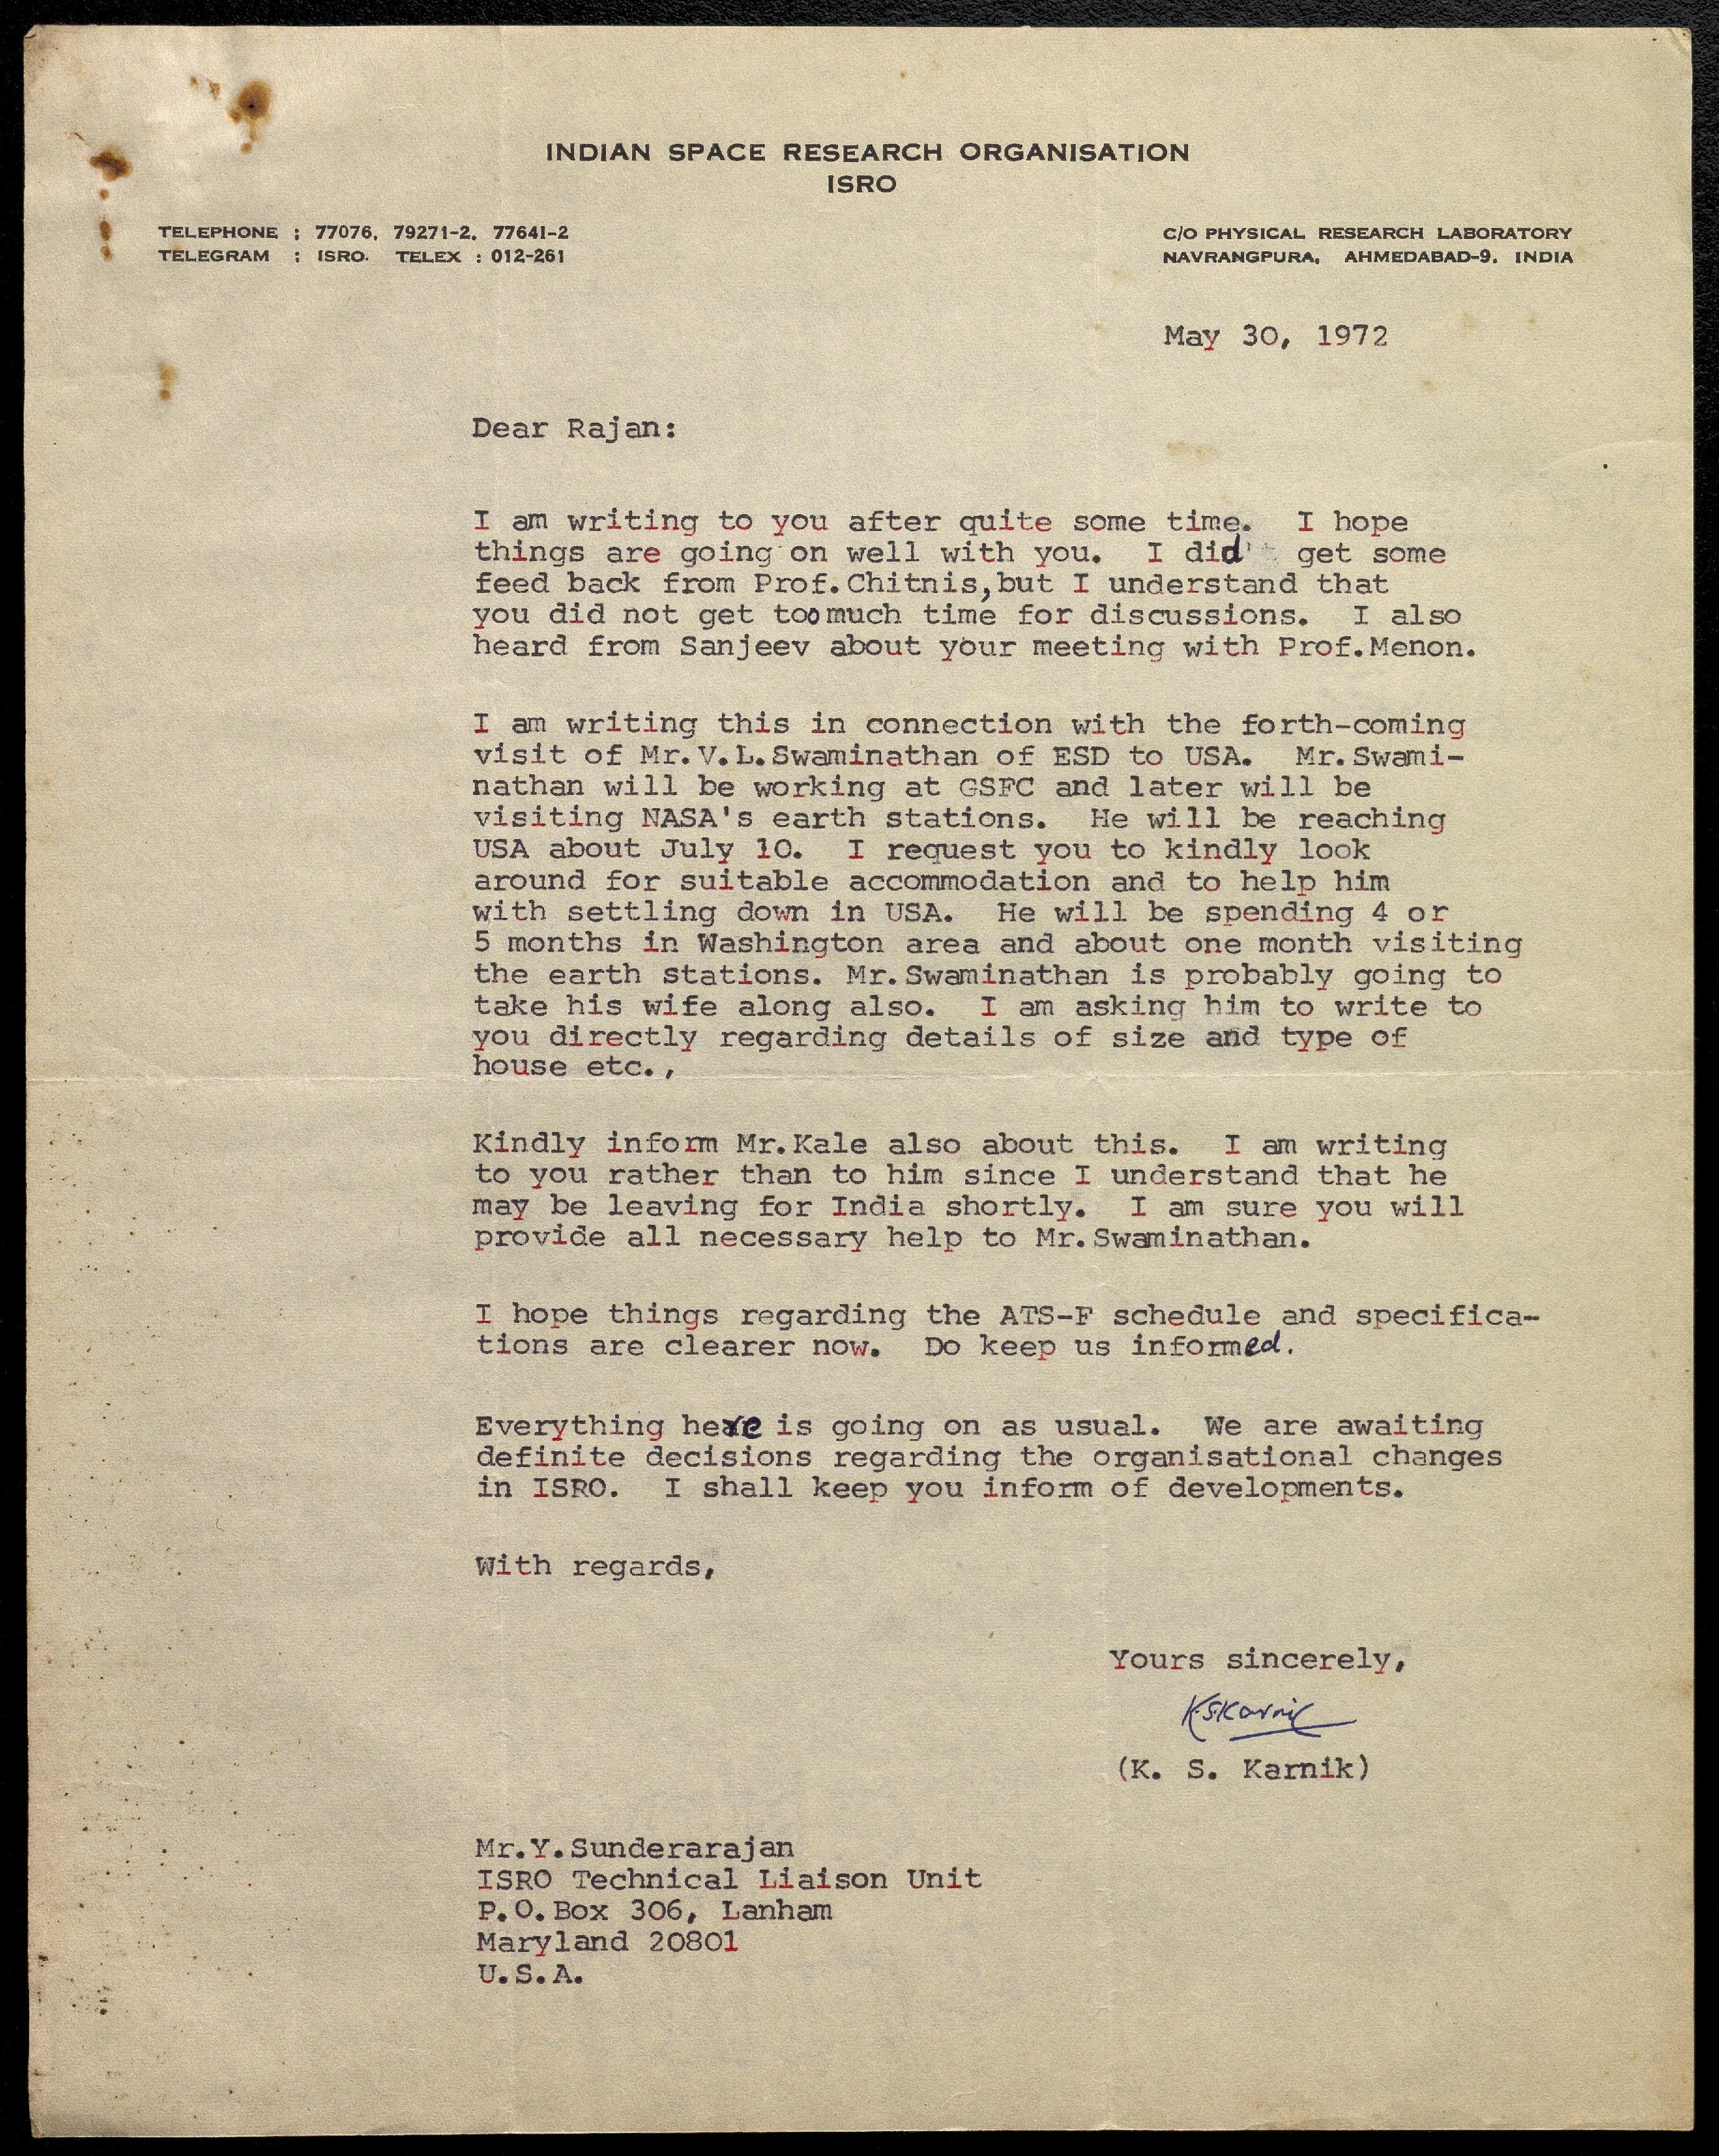 INDIAN SPACE RESEARCH ORGANISATION
ISRO
TELEPHONE : 77076, 79271-2, 77641-2
TELEGRAM : ISRO. TELEX : 012-261
C/O PHYSICAL RESEARCH LABORATORY
NAVRANGPURA, AHMEDABAD-9. INDIA
May 30, 1972
Dear Rajan:
I am writing to you after quite some time. I hope
things are going on well with you. I did get some
feed back from Prof.Chitnis,but I understand that
you did not get too much time for discussions. I also
heard from Sanjeev about your meeting with Prof.Menon.
I am writing this in connection with the forth-coming
visit of Mr.V.L.Swaminathan of ESD to USA. Mr.Swami-
nathan will be working at GSFC and later will be
visiting NASA's earth stations. He will be reaching
USA about July 10. I request you to kindly look
around for suitable accommodation and to help him
with settling down in USA. He will be spending 4 or
5 months in Washington area and about one month visiting
the earth stations. Mr.Swaminathan is probably going to
take his wife along also. I am asking him to write to
you directly regarding details of size and type of
house etc.,
Kindly inform Mr.Kale also about this. I am writing
to you rather than to him since I understand that he
may be leaving for India shortly. I am sure you will
provide all necessary help to Mr.Swaminathan.
I hope things regarding the ATS-F schedule and specifica-
tions are clearer now. Do keep us informed.
Everything here is going on as usual. We are awaiting
definite decisions regarding the organisational changes
in ISRO. I shall keep you inform of developments.
With regards,
Yours sincerely,
K.S.Karnik
(K. S. Karnik)
Mr.Y.Sunderarajan
ISRO Technical Liaison Unit
P.O.Box 306, Lanham
Maryland 20801
U.S.A.